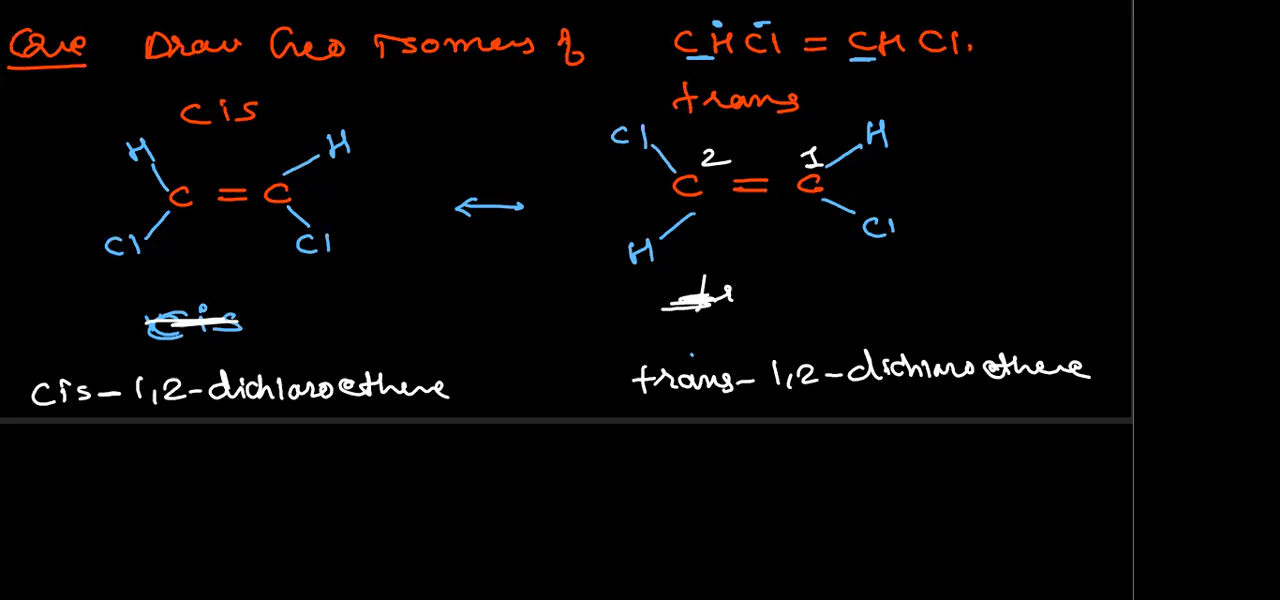 Que Draw Geo Isomers of CHCl = CHCl.
cis trans
H H Cl 2 1 H
C = C C = C
Cl Cl H Cl
cis
cis-1,2-dichloroethene trans-1,2-dichloroethene